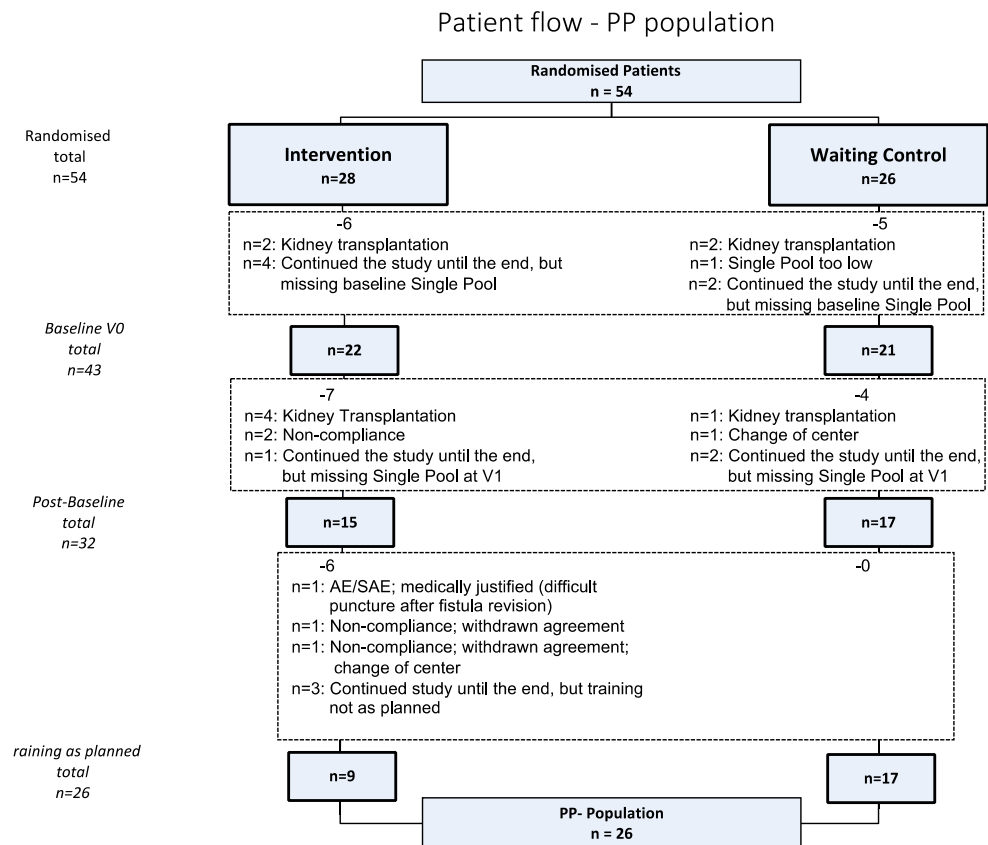 Patient flow - PP population
Randomised Patients
n = 54
Randomised
total
n=54
Intervention
n=28
Waiting Control
n=26
-6
n=2: Kidney transplantation
n=4: Continued the study until the end, but
missing baseline Single Pool
-5
n=2: Kidney transplantation
n=1: Single Pool too low
n=2: Continued the study until the end,
but missing baseline Single Pool
Baseline V0
total
n=43
n=22
n=21
-7
n=4: Kidney Transplantation
n=2: Non-compliance
n=1: Continued the study until the end,
but missing Single Pool at V1
-4
n=1: Kidney transplantation
n=1: Change of center
n=2: Continued the study until the end,
but missing Single Pool at V1
Post-Baseline
total
n=32
n=15
n=17
-6
n=1: AE/SAE; medically justified (difficult
puncture after fistula revision)
n=1: Non-compliance; withdrawn agreement
n=1: Non-compliance; withdrawn agreement;
change of center
n=3: Continued study until the end, but training
not as planned
-0
raining as planned
total
n=26
n=9
n=17
PP- Population
n = 26